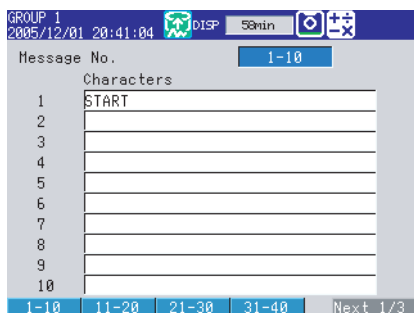 GROUP 1
2005/12/01 20:41:04 DISP 58min
Message No. 1-10
Characters
1 START
2
3
4
5
6
7
8
9
10
1-10 11-20 21-30 31-40 Next 1/3